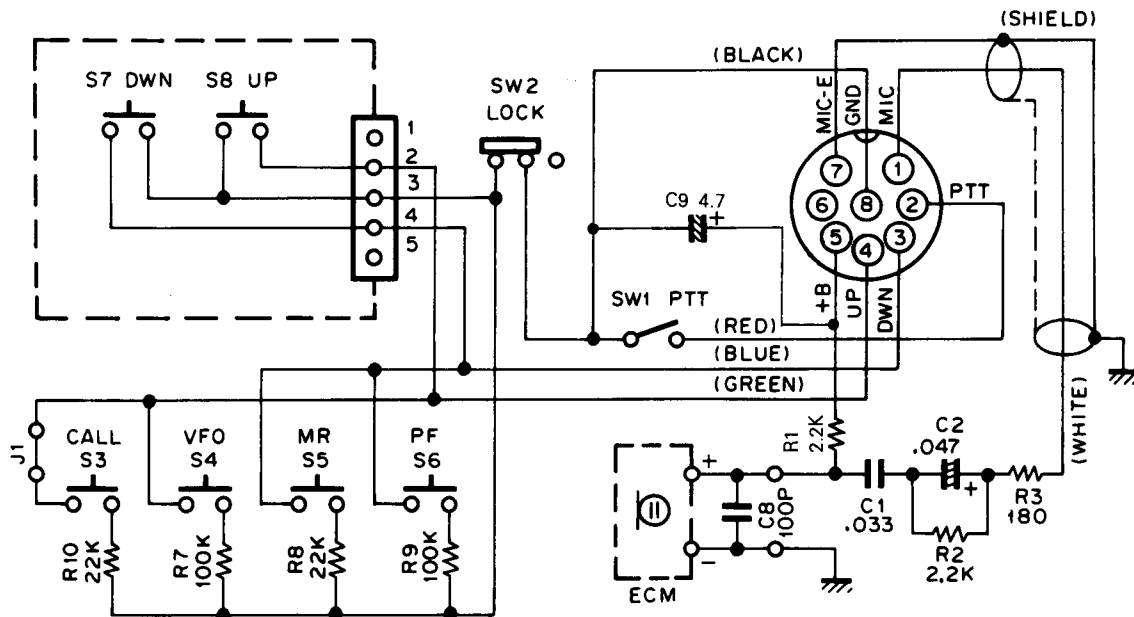 (SHIELD)
(BLACK)
S7 DWN
S8 UP
SW2
LOCK
MIC-E
GND
MIC
1
2
3
4
5
7
1
6
8
2
5
4
3
PTT
C9 4.7
+
+B
UP
DWN
SW1 PTT
(RED)
(BLUE)
(GREEN)
(WHITE)
J1
CALL
S3
VFO
S4
MR
S5
PF
S6
R10
22K
R7
100K
R8
22K
R9
100K
R1
2.2K
+
-
ECM
C8
100P
C1
.033
C2
.047
+
R2
2.2K
R3
180